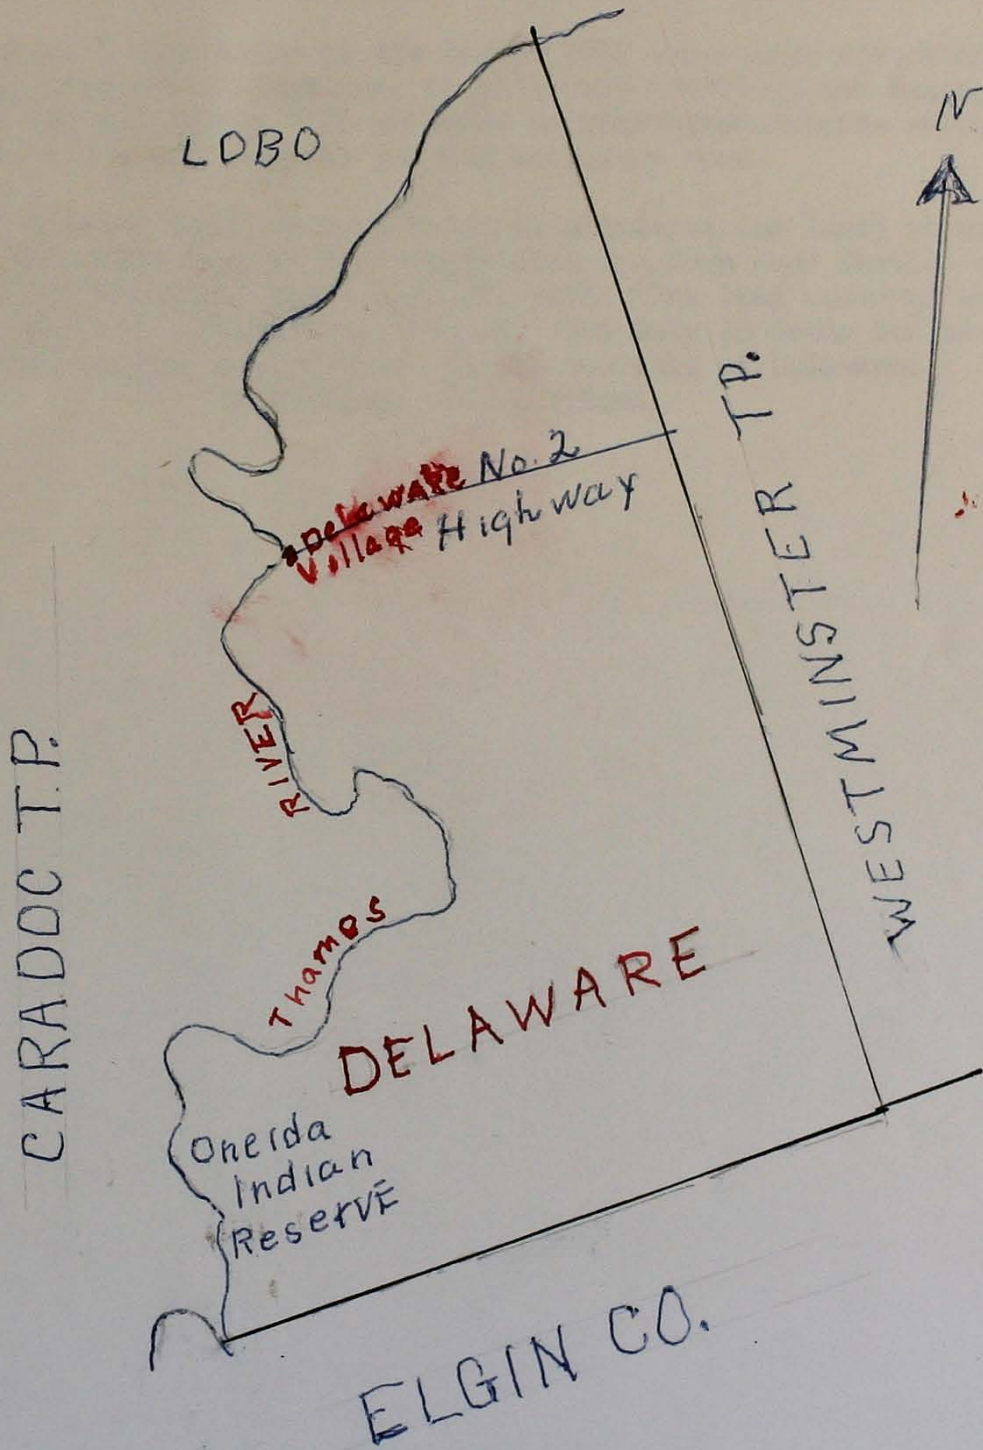 N
LOBO
WESTMINSTER TP.
Delaware
Village
No. 2
Highway
RIVER
CARADOC T.P.
Thames
DELAWARE
Oneida
Indian
Reserve
ELGIN CO.